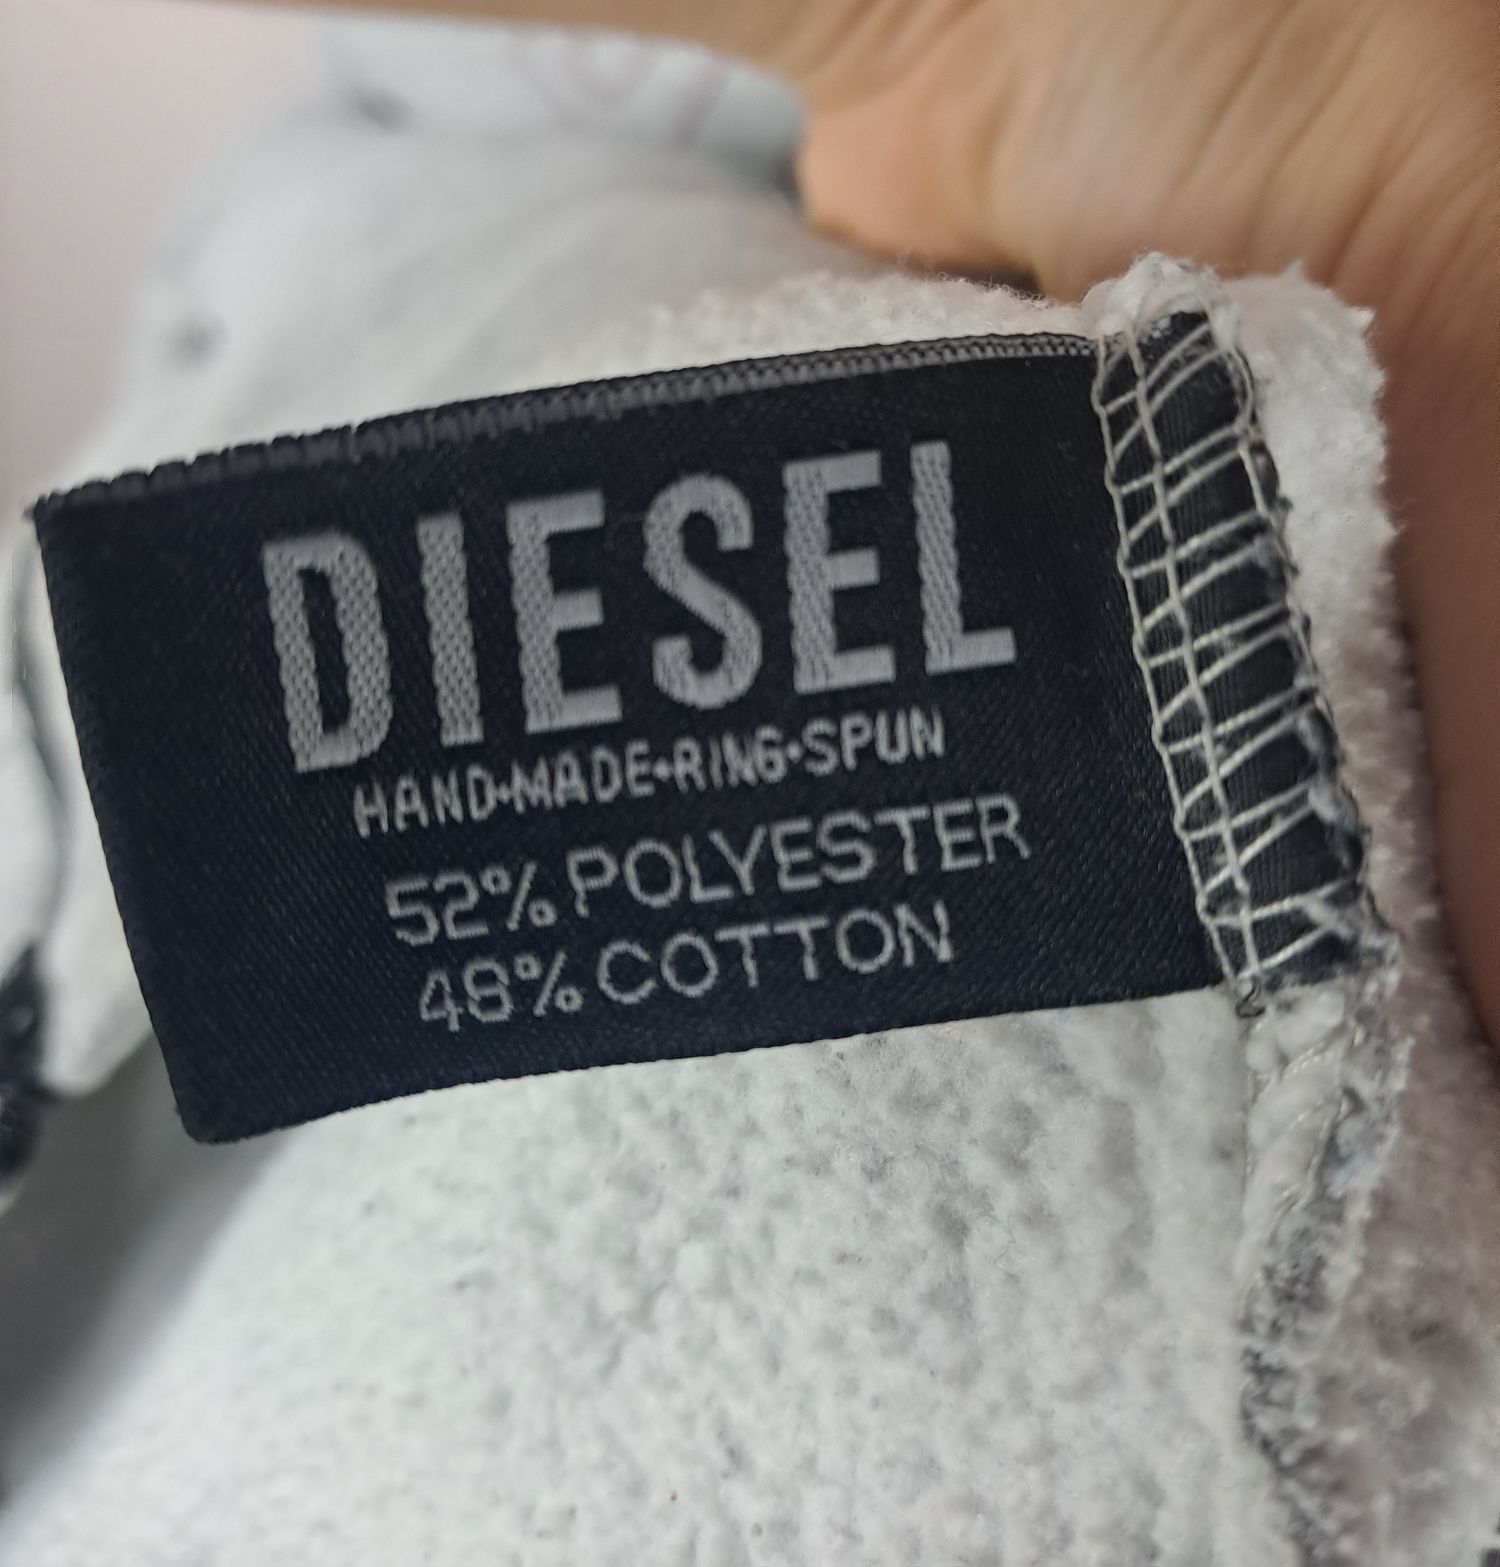 DIESEL
HAND•MADE•RING•SPUN
52% POLYESTER
48% COTTON